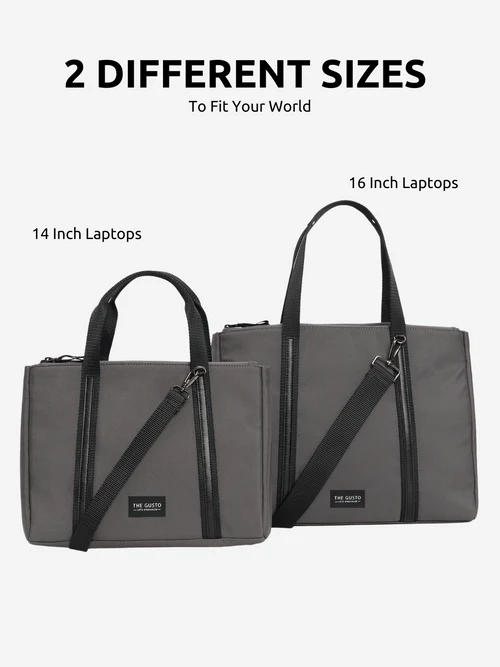 2 DIFFERENT SIZES
To Fit Your World
16 Inch Laptops
14 Inch Laptops
THE GUSTO
THE GUSTO